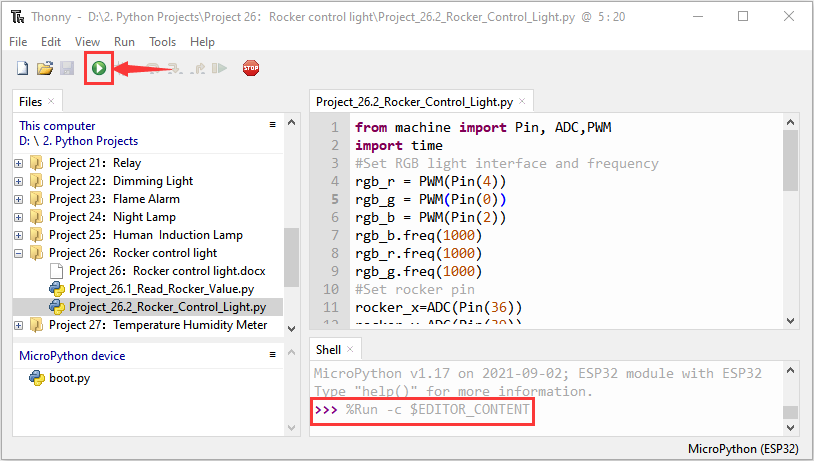 Thonny - D:\2. Python Projects\Project 26：Rocker control light\Project_26.2_Rocker_Control_Light.py @ 5 : 20
File Edit View Run Tools Help
STOP
Files
This computer
D: \ 2. Python Projects
Project 21：Relay
Project 22：Dimming Light
Project 23：Flame Alarm
Project 24：Night Lamp
Project 25：Human Induction Lamp
Project 26：Rocker control light
Project 26：Rocker control light.docx
Project_26.1_Read_Rocker_Value.py
Project_26.2_Rocker_Control_Light.py
Project 27：Temperature Humidity Meter
MicroPython device
boot.py
Project_26.2_Rocker_Control_Light.py
1 from machine import Pin, ADC,PWM
2 import time
3 #Set RGB light interface and frequency
4 rgb_r = PWM(Pin(4))
5 rgb_g = PWM(Pin(0))
6 rgb_b = PWM(Pin(2))
7 rgb_b.freq(1000)
8 rgb_r.freq(1000)
9 rgb_g.freq(1000)
10 #Set rocker pin
11 rocker_x=ADC(Pin(36))
12
Shell
MicroPython v1.17 on 2021-09-02; ESP32 module with ESP32
Type "help()" for more information.
>>> %Run -c $EDITOR_CONTENT
MicroPython (ESP32)